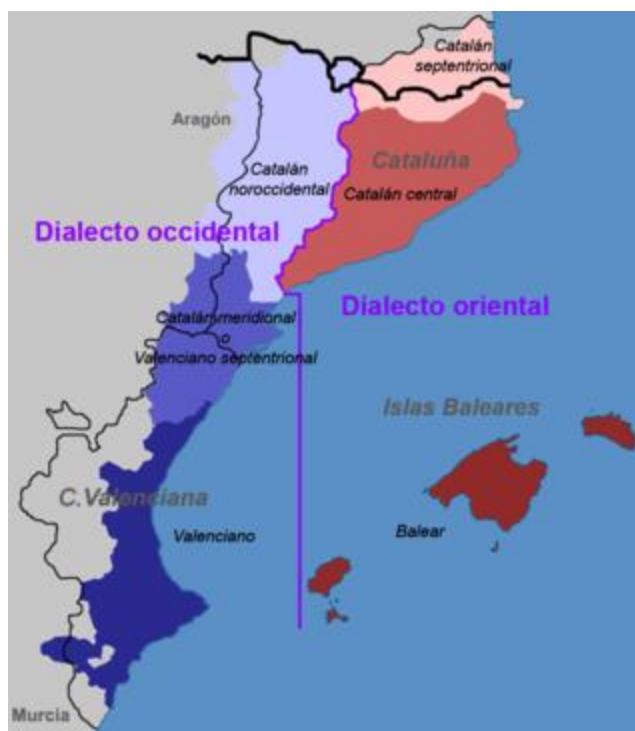 Catalán
septentrional
Aragón
Cataluña
Catalán
noroccidental
Catalán central
Dialecto occidental
Dialecto oriental
Catalán meridional
Valenciano septentrional
Islas Baleares
C.Valenciana
Valenciano
Balear
Murcia